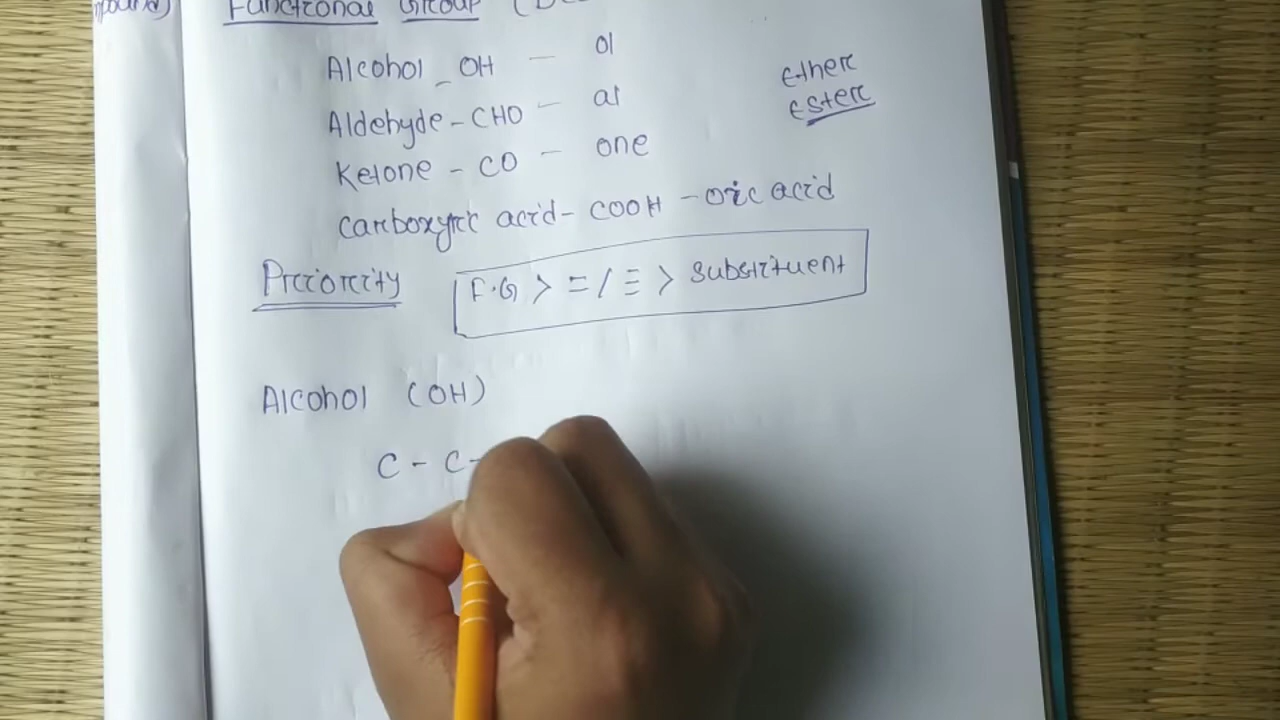 Functional Group
Alcohol - OH — ol
Aldehyde - CHO — al
Ketone - CO — one
Carboxylic acid - COOH - oic acid
Ether
Ester
Priority
F.G > = / ≡ > Substituent
Alcohol (OH)
C - C -